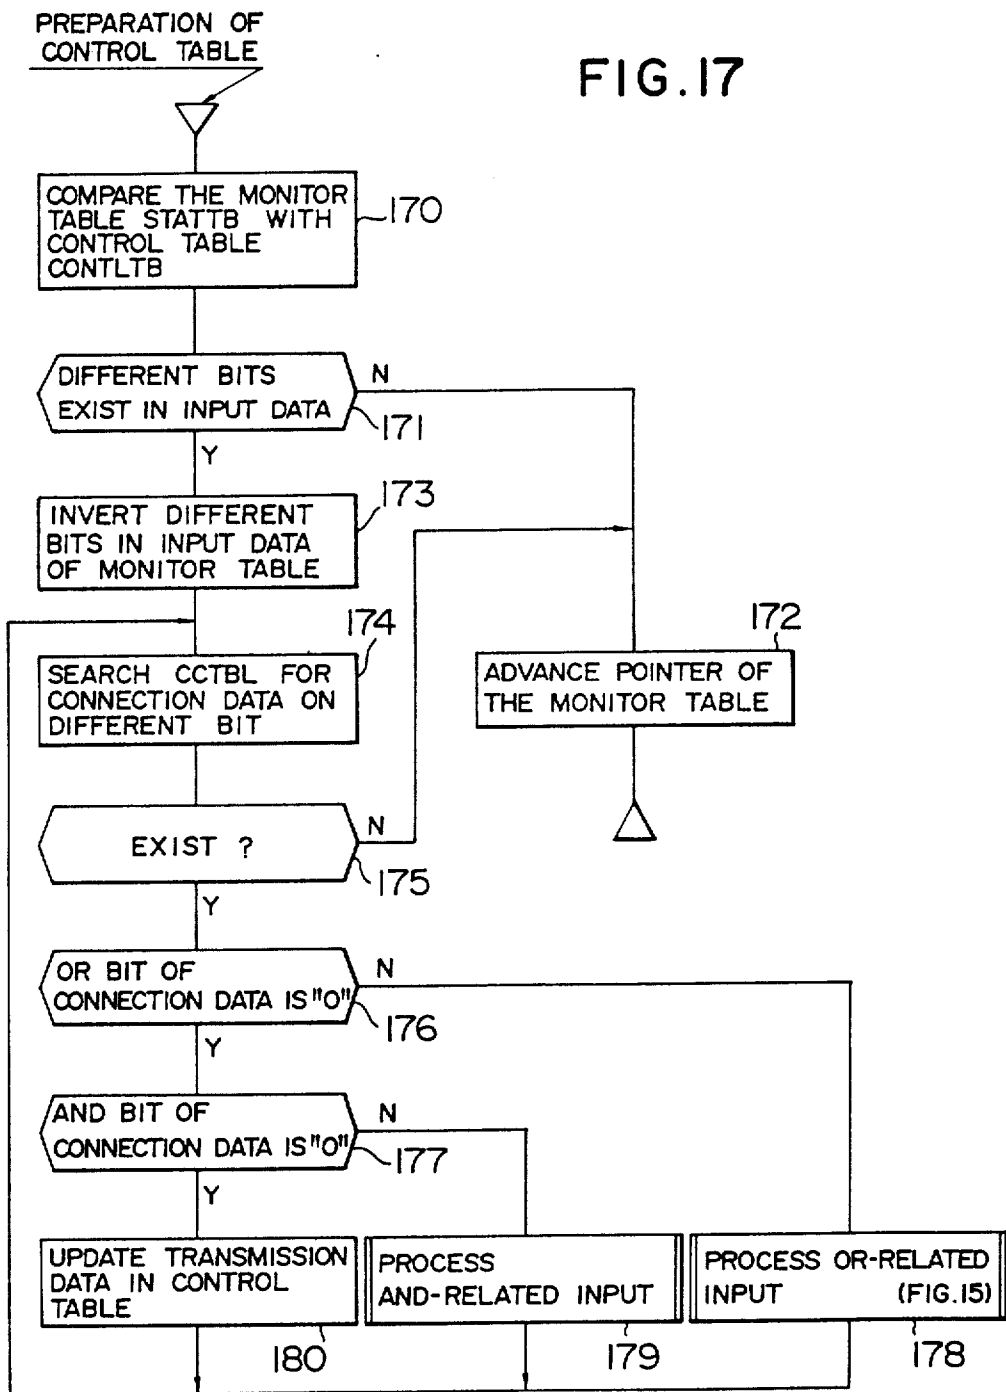 PREPARATION OF
CONTROL TABLE
FIG.17
COMPARE THE MONITOR
TABLE STATTB WITH
CONTROL TABLE
CONTLTB
170
DIFFERENT BITS
EXIST IN INPUT DATA
N
171
Y
173
INVERT DIFFERENT
BITS IN INPUT DATA
OF MONITOR TABLE
174
SEARCH CCTBL FOR
CONNECTION DATA ON
DIFFERENT BIT
172
ADVANCE POINTER OF
THE MONITOR TABLE
EXIST ?
N
175
Y
OR BIT OF
CONNECTION DATA IS "0"
N
176
Y
AND BIT OF
CONNECTION DATA IS "0"
N
177
Y
UPDATE TRANSMISSION
DATA IN CONTROL
TABLE
180
PROCESS
AND-RELATED INPUT
179
PROCESS OR-RELATED
INPUT (FIG.15)
178